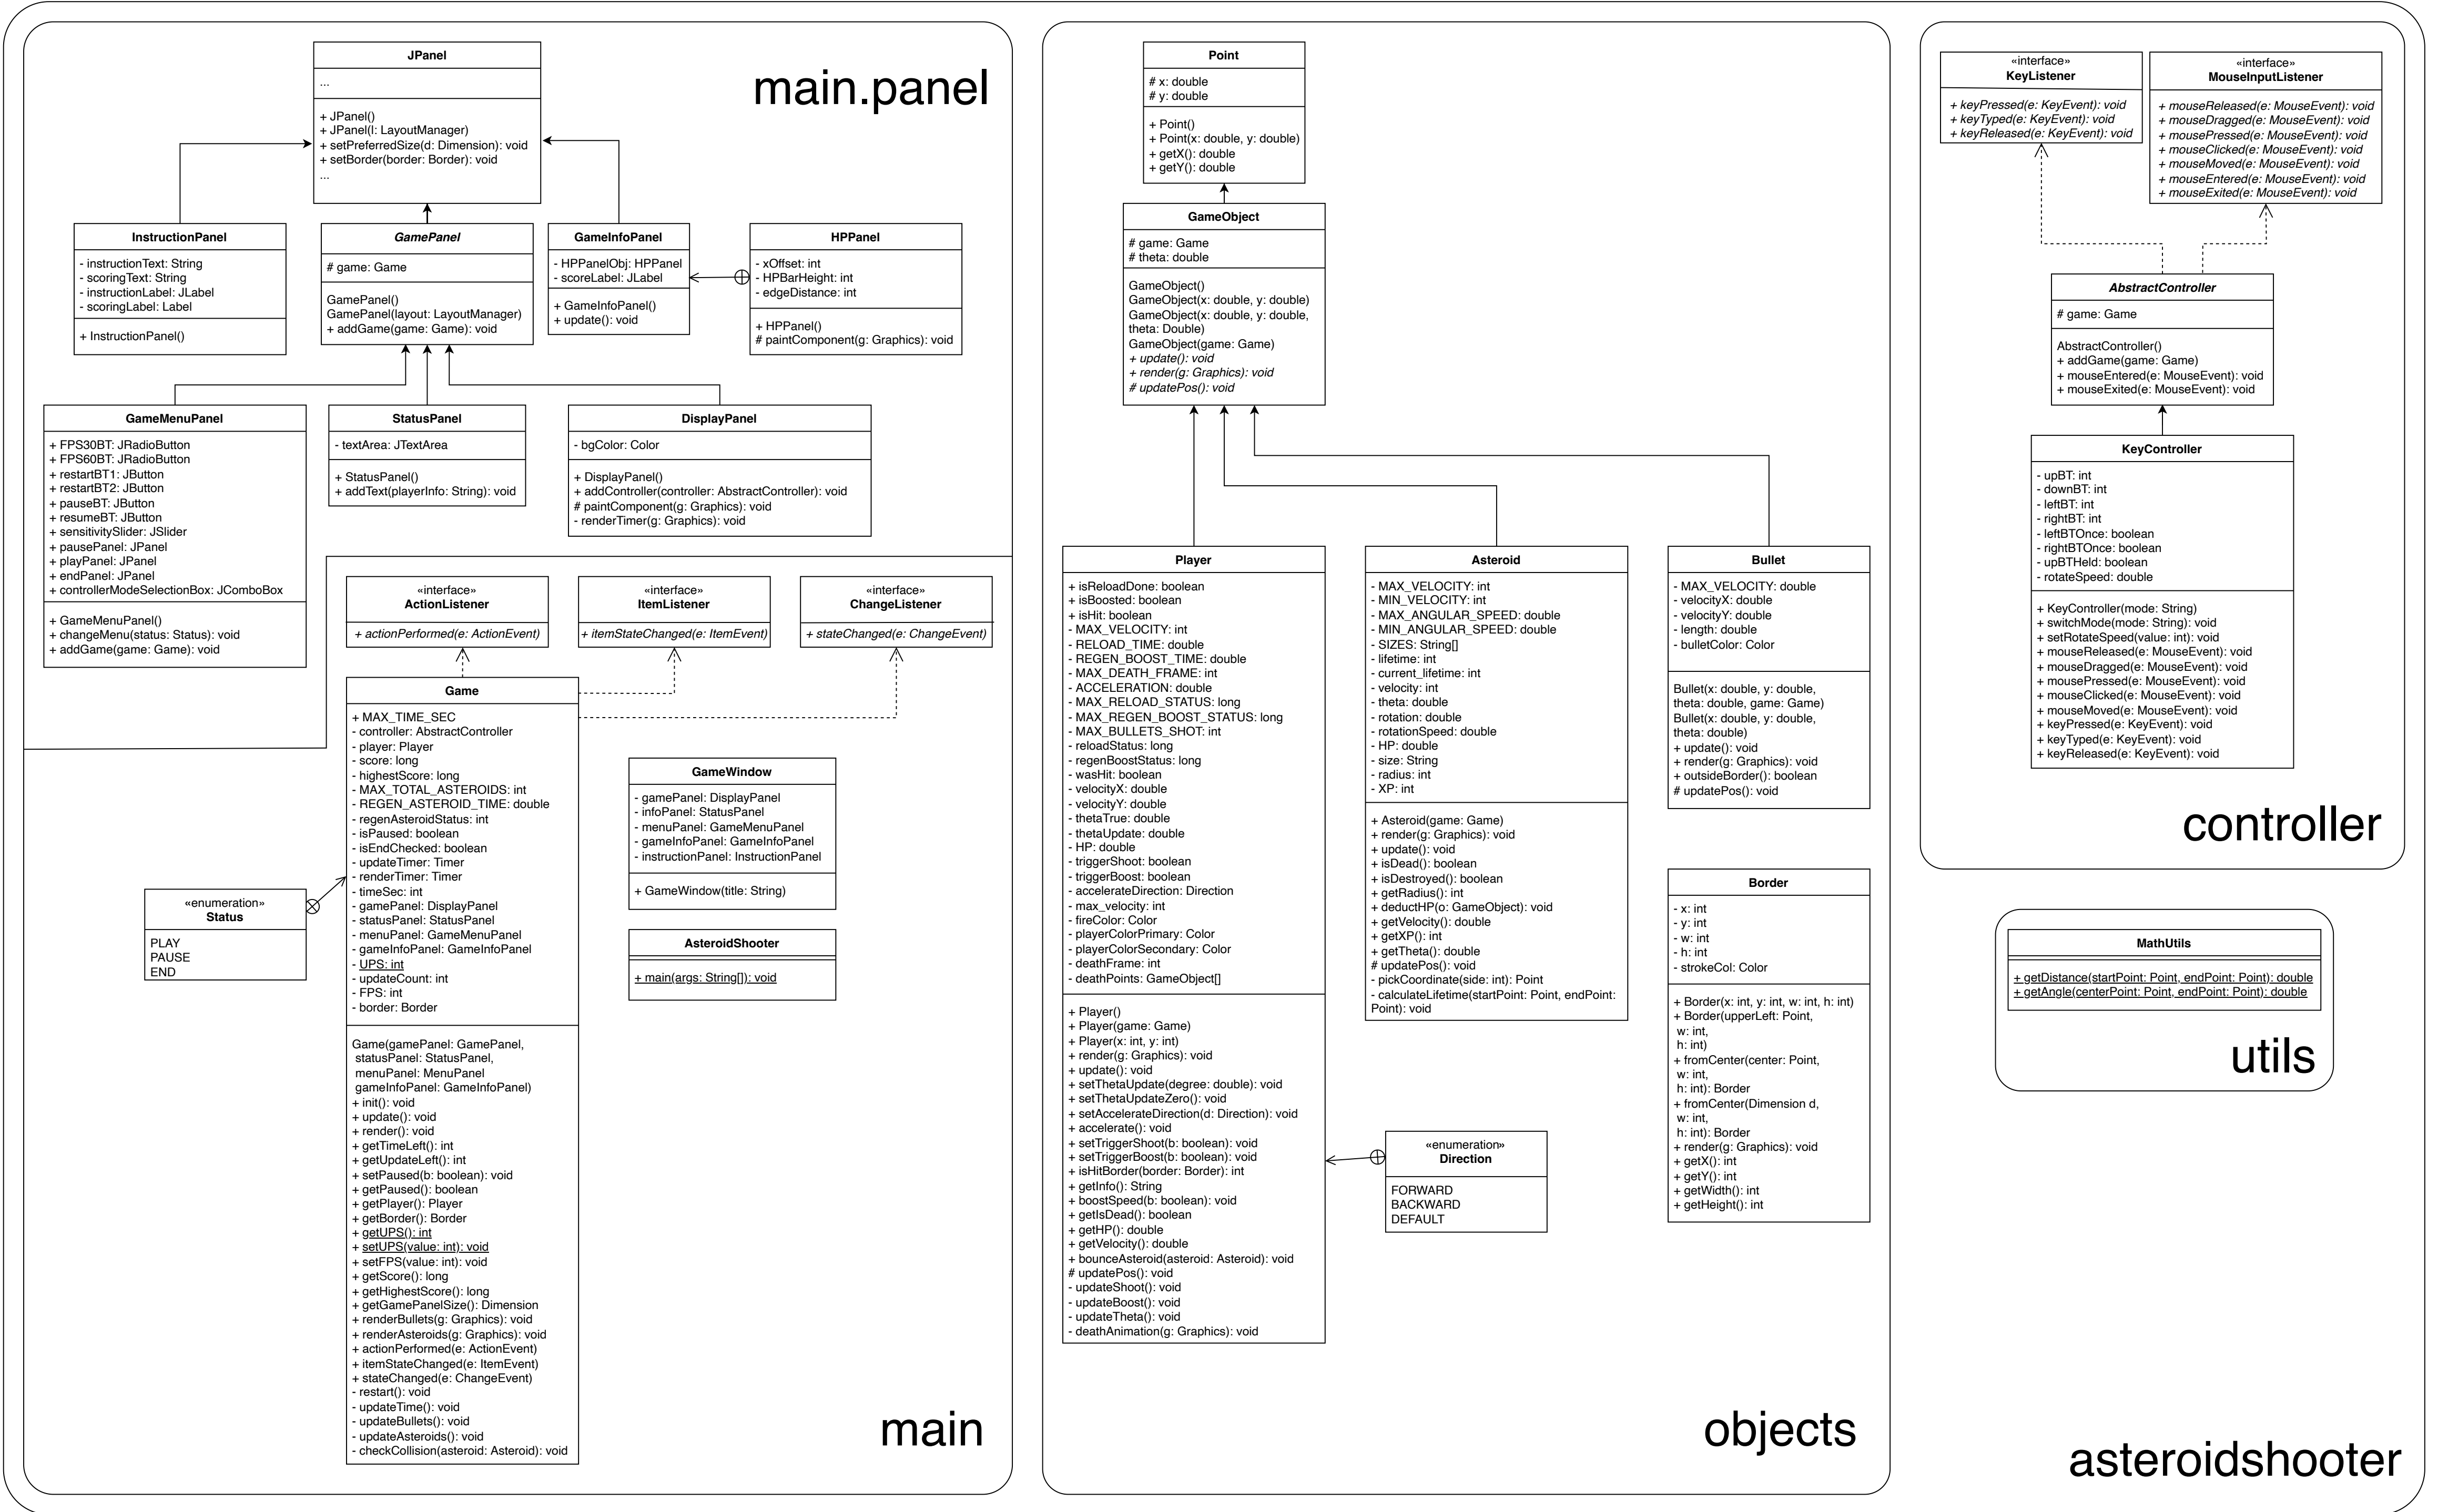 main.panel
JPanel
...
+ JPanel()
+ JPanel(l: LayoutManager)
+ setPreferredSize(d: Dimension): void
+ setBorder(border: Border): void
...
InstructionPanel
- instructionText: String
- scoringText: String
- instructionLabel: JLabel
- scoringLabel: Label
+ InstructionPanel()
GamePanel
# game: Game
GamePanel()
GamePanel(layout: LayoutManager)
+ addGame(game: Game): void
GameInfoPanel
- HPPanelObj: HPPanel
- scoreLabel: JLabel
+ GameInfoPanel()
+ update(): void
HPPanel
- xOffset: int
- HPBarHeight: int
- edgeDistance: int
+ HPPanel()
# paintComponent(g: Graphics): void
GameMenuPanel
+ FPS30BT: JRadioButton
+ FPS60BT: JRadioButton
+ restartBT1: JButton
+ restartBT2: JButton
+ pauseBT: JButton
+ resumeBT: JButton
+ sensitivitySlider: JSlider
+ pausePanel: JPanel
+ playPanel: JPanel
+ endPanel: JPanel
+ controllerModeSelectionBox: JComboBox
+ GameMenuPanel()
+ changeMenu(status: Status): void
+ addGame(game: Game): void
StatusPanel
- textArea: JTextArea
+ StatusPanel()
+ addText(playerInfo: String): void
DisplayPanel
- bgColor: Color
+ DisplayPanel()
+ addController(controller: AbstractController): void
# paintComponent(g: Graphics): void
- renderTimer(g: Graphics): void
«interface»
ActionListener
+ actionPerformed(e: ActionEvent)
«interface»
ItemListener
+ itemStateChanged(e: ItemEvent)
«interface»
ChangeListener
+ stateChanged(e: ChangeEvent)
Game
+ MAX_TIME_SEC
- controller: AbstractController
- player: Player
- score: long
- highestScore: long
- MAX_TOTAL_ASTEROIDS: int
- REGEN_ASTEROID_TIME: double
- regenAsteroidStatus: int
- isPaused: boolean
- isEndChecked: boolean
- updateTimer: Timer
- renderTimer: Timer
- timeSec: int
- gamePanel: DisplayPanel
- statusPanel: StatusPanel
- menuPanel: GameMenuPanel
- gameInfoPanel: GameInfoPanel
- UPS: int
- updateCount: int
- FPS: int
- border: Border
Game(gamePanel: GamePanel,
statusPanel: StatusPanel,
menuPanel: MenuPanel
gameInfoPanel: GameInfoPanel)
+ init(): void
+ update(): void
+ render(): void
+ getTimeLeft(): int
+ getUpdateLeft(): int
+ setPaused(b: boolean): void
+ getPaused(): boolean
+ getPlayer(): Player
+ getBorder(): Border
+ getUPS(): int
+ setUPS(value: int): void
+ setFPS(value: int): void
+ getScore(): long
+ getHighestScore(): long
+ getGamePanelSize(): Dimension
+ renderBullets(g: Graphics): void
+ renderAsteroids(g: Graphics): void
+ actionPerformed(e: ActionEvent)
+ itemStateChanged(e: ItemEvent)
+ stateChanged(e: ChangeEvent)
- restart(): void
- updateTime(): void
- updateBullets(): void
- updateAsteroids(): void
- checkCollision(asteroid: Asteroid): void
«enumeration»
Status
PLAY
PAUSE
END
GameWindow
- gamePanel: DisplayPanel
- infoPanel: StatusPanel
- menuPanel: GameMenuPanel
- gameInfoPanel: GameInfoPanel
- instructionPanel: InstructionPanel
+ GameWindow(title: String)
AsteroidShooter
+ main(args: String[]): void
main
Point
# x: double
# y: double
+ Point()
+ Point(x: double, y: double)
+ getX(): double
+ getY(): double
GameObject
# game: Game
# theta: double
GameObject()
GameObject(x: double, y: double)
GameObject(x: double, y: double,
theta: Double)
GameObject(game: Game)
+ update(): void
+ render(g: Graphics): void
# updatePos(): void
Player
+ isReloadDone: boolean
+ isBoosted: boolean
+ isHit: boolean
- MAX_VELOCITY: int
- RELOAD_TIME: double
- REGEN_BOOST_TIME: double
- MAX_DEATH_FRAME: int
- ACCELERATION: double
- MAX_RELOAD_STATUS: long
- MAX_REGEN_BOOST_STATUS: long
- MAX_BULLETS_SHOT: int
- reloadStatus: long
- regenBoostStatus: long
- wasHit: boolean
- velocityX: double
- velocityY: double
- thetaTrue: double
- thetaUpdate: double
- HP: double
- triggerShoot: boolean
- triggerBoost: boolean
- accelerateDirection: Direction
- max_velocity: int
- fireColor: Color
- playerColorPrimary: Color
- playerColorSecondary: Color
- deathFrame: int
- deathPoints: GameObject[]
+ Player()
+ Player(game: Game)
+ Player(x: int, y: int)
+ render(g: Graphics): void
+ update(): void
+ setThetaUpdate(degree: double): void
+ setThetaUpdateZero(): void
+ setAccelerateDirection(d: Direction): void
+ accelerate(): void
+ setTriggerShoot(b: boolean): void
+ setTriggerBoost(b: boolean): void
+ isHitBorder(border: Border): int
+ getInfo(): String
+ boostSpeed(b: boolean): void
+ getIsDead(): boolean
+ getHP(): double
+ getVelocity(): double
+ bounceAsteroid(asteroid: Asteroid): void
# updatePos(): void
- updateShoot(): void
- updateBoost(): void
- updateTheta(): void
- deathAnimation(g: Graphics): void
Asteroid
- MAX_VELOCITY: int
- MIN_VELOCITY: int
- MAX_ANGULAR_SPEED: double
- MIN_ANGULAR_SPEED: double
- SIZES: String[]
- lifetime: int
- current_lifetime: int
- velocity: int
- theta: double
- rotation: double
- rotationSpeed: double
- HP: double
- size: String
- radius: int
- XP: int
+ Asteroid(game: Game)
+ render(g: Graphics): void
+ update(): void
+ isDead(): boolean
+ isDestroyed(): boolean
+ getRadius(): int
+ deductHP(o: GameObject): void
+ getVelocity(): double
+ getXP(): int
+ getTheta(): double
# updatePos(): void
- pickCoordinate(side: int): Point
- calculateLifetime(startPoint: Point, endPoint:
Point): void
«enumeration»
Direction
FORWARD
BACKWARD
DEFAULT
Bullet
- MAX_VELOCITY: double
- velocityX: double
- velocityY: double
- length: double
- bulletColor: Color
Bullet(x: double, y: double,
theta: double, game: Game)
Bullet(x: double, y: double,
theta: double)
+ update(): void
+ render(g: Graphics): void
+ outsideBorder(): boolean
# updatePos(): void
Border
- x: int
- y: int
- w: int
- h: int
- strokeCol: Color
+ Border(x: int, y: int, w: int, h: int)
+ Border(upperLeft: Point,
w: int,
h: int)
+ fromCenter(center: Point,
w: int,
h: int): Border
+ fromCenter(Dimension d,
w: int,
h: int): Border
+ render(g: Graphics): void
+ getX(): int
+ getY(): int
+ getWidth(): int
+ getHeight(): int
objects
«interface»
KeyListener
+ keyPressed(e: KeyEvent): void
+ keyTyped(e: KeyEvent): void
+ keyReleased(e: KeyEvent): void
«interface»
MouseInputListener
+ mouseReleased(e: MouseEvent): void
+ mouseDragged(e: MouseEvent): void
+ mousePressed(e: MouseEvent): void
+ mouseClicked(e: MouseEvent): void
+ mouseMoved(e: MouseEvent): void
+ mouseEntered(e: MouseEvent): void
+ mouseExited(e: MouseEvent): void
AbstractController
# game: Game
AbstractController()
+ addGame(game: Game)
+ mouseEntered(e: MouseEvent): void
+ mouseExited(e: MouseEvent): void
KeyController
- upBT: int
- downBT: int
- leftBT: int
- rightBT: int
- leftBTOnce: boolean
- rightBTOnce: boolean
- upBTHeld: boolean
- rotateSpeed: double
+ KeyController(mode: String)
+ switchMode(mode: String): void
+ setRotateSpeed(value: int): void
+ mouseReleased(e: MouseEvent): void
+ mouseDragged(e: MouseEvent): void
+ mousePressed(e: MouseEvent): void
+ mouseClicked(e: MouseEvent): void
+ mouseMoved(e: MouseEvent): void
+ keyPressed(e: KeyEvent): void
+ keyTyped(e: KeyEvent): void
+ keyReleased(e: KeyEvent): void
controller
MathUtils
+ getDistance(startPoint: Point, endPoint: Point): double
+ getAngle(centerPoint: Point, endPoint: Point): double
utils
asteroidshooter